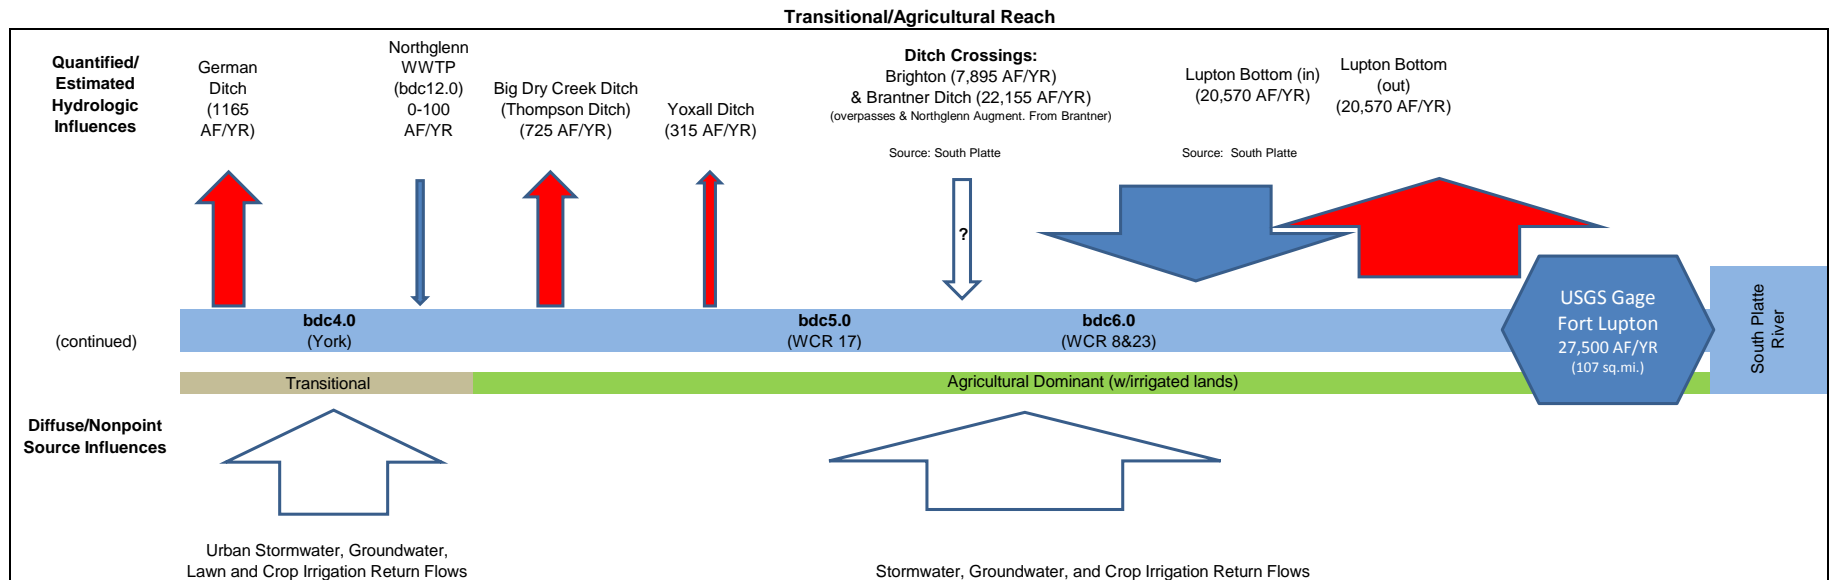 Transitional/Agricultural Reach
Quantified/
Estimated
Hydrologic
Influences
German
Ditch
(1165
AF/YR)
Northglenn
WWTP
(bdc12.0)
0-100
AF/YR
Big Dry Creek Ditch
(Thompson Ditch)
(725 AF/YR)
Yoxall Ditch
(315 AF/YR)
Ditch Crossings:
Brighton (7,895 AF/YR)
& Brantner Ditch (22,155 AF/YR)
(overpasses & Northglenn Augment. From Brantner)
Source: South Platte
Lupton Bottom (in)
(20,570 AF/YR)
Source: South Platte
Lupton Bottom
(out)
(20,570 AF/YR)
?
(continued)
bdc4.0
(York)
bdc5.0
(WCR 17)
bdc6.0
(WCR 8&23)
USGS Gage
Fort Lupton
27,500 AF/YR
(107 sq.mi.)
South Platte
River
Transitional
Agricultural Dominant (w/irrigated lands)
Diffuse/Nonpoint
Source Influences
Urban Stormwater, Groundwater,
Lawn and Crop Irrigation Return Flows
Stormwater, Groundwater, and Crop Irrigation Return Flows